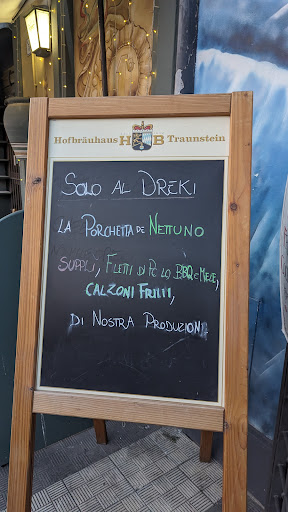 Hofbräuhaus HB Traunstein
SOLO AL DREKI
LA PORCHETTA DE NETTUNO
SUPPLI, FILETTI DI POLLO BBQ E MIELE,
CALZONI FRITTI,
DI NOSTRA PRODUZIONE